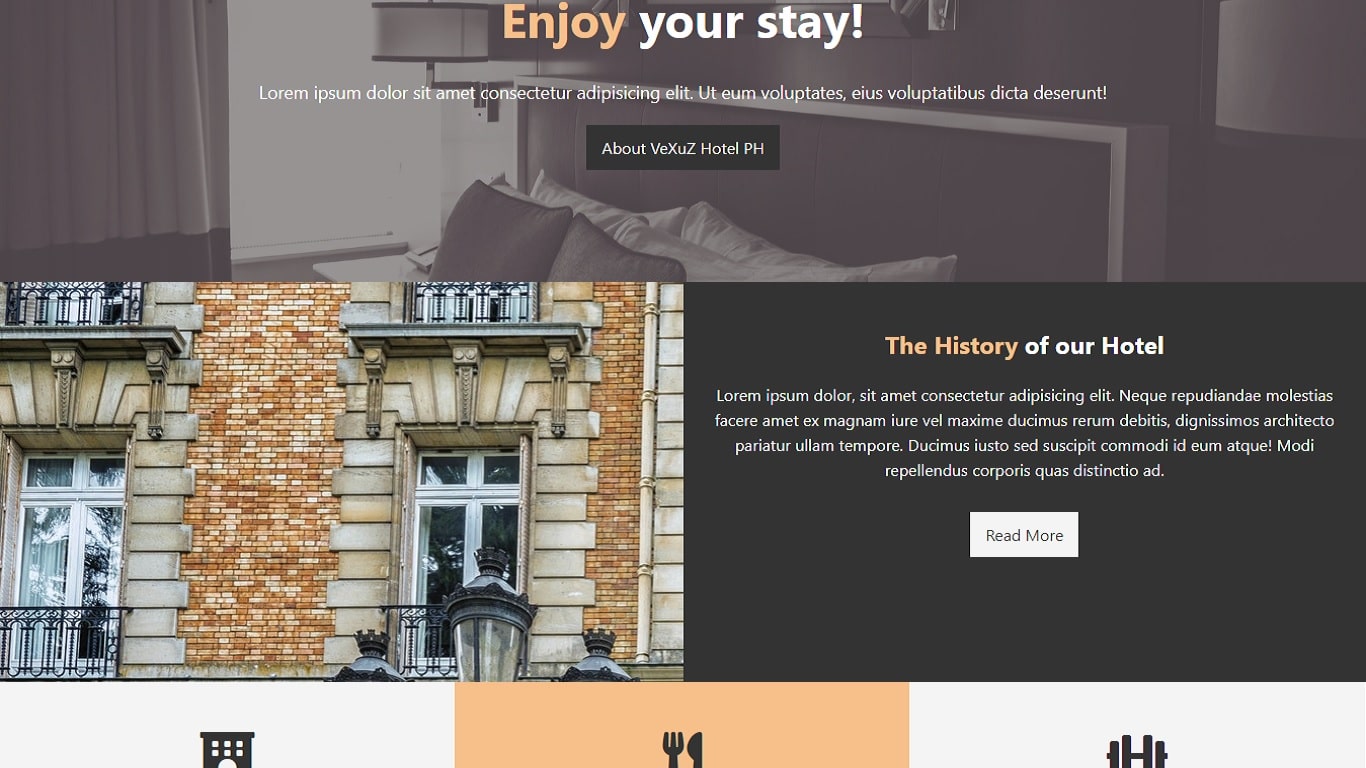 Enjoy your stay!
Lorem ipsum dolor sit amet consectetur adipisicing elit. Ut eum voluptates, eius voluptatibus dicta deserunt!
About VeXuZ Hotel PH
The History of our Hotel
Lorem ipsum dolor, sit amet consectetur adipisicing elit. Neque repudiandae molestias
facere amet ex magnam iure vel maxime ducimus rerum debitis, dignissimos architecto
pariatur ullam tempore. Ducimus iusto sed suscipit commodi id eum atque! Modi
repellendus corporis quas distinctio ad.
Read More